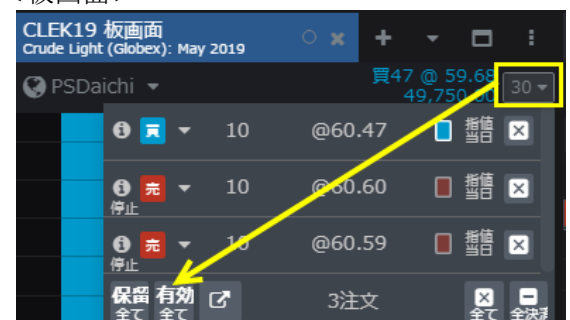 CLEK19 板画面
Crude Light (Globex): May 2019
PSDaichi
買47 @ 59.68
49,750.00
30
買 10 @60.47 指値 当日
売 10 @60.60 指値 当日
停止
売 10 @60.59 指値 当日
停止
保留 全て 有効 全て 3注文 全て 全決済